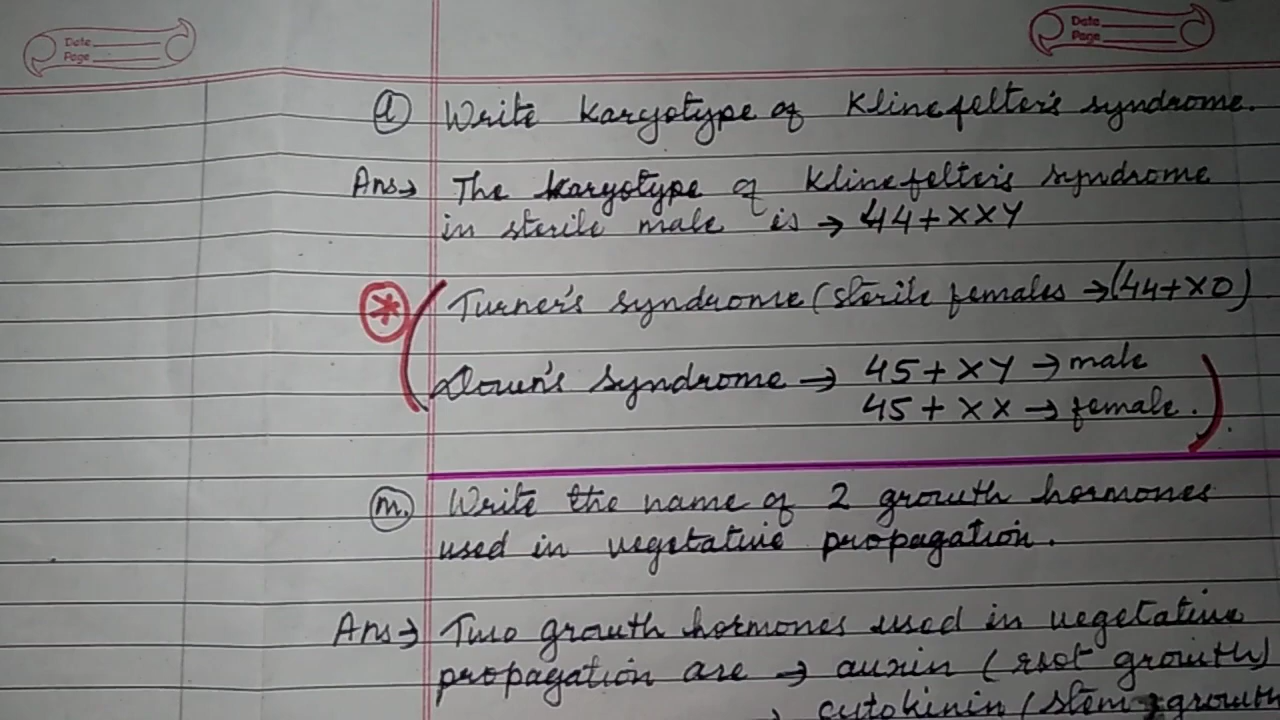 Date
Page
Date
Page
(l) Write karyotype of Klinefelter's syndrome.
Ans→ The karyotype of Klinefelter's syndrome
in sterile male is → 44+XXY
* ( Turner's syndrome (sterile females →(44+XO)
Down's syndrome → 45+XY → male
45+XX → female. )
(m.) Write the name of 2 growth hormones
used in vegetative propagation.
Ans→ Two growth hormones used in vegetative
propagation are → auxin (root growth)
→ cytokinin (stem growth